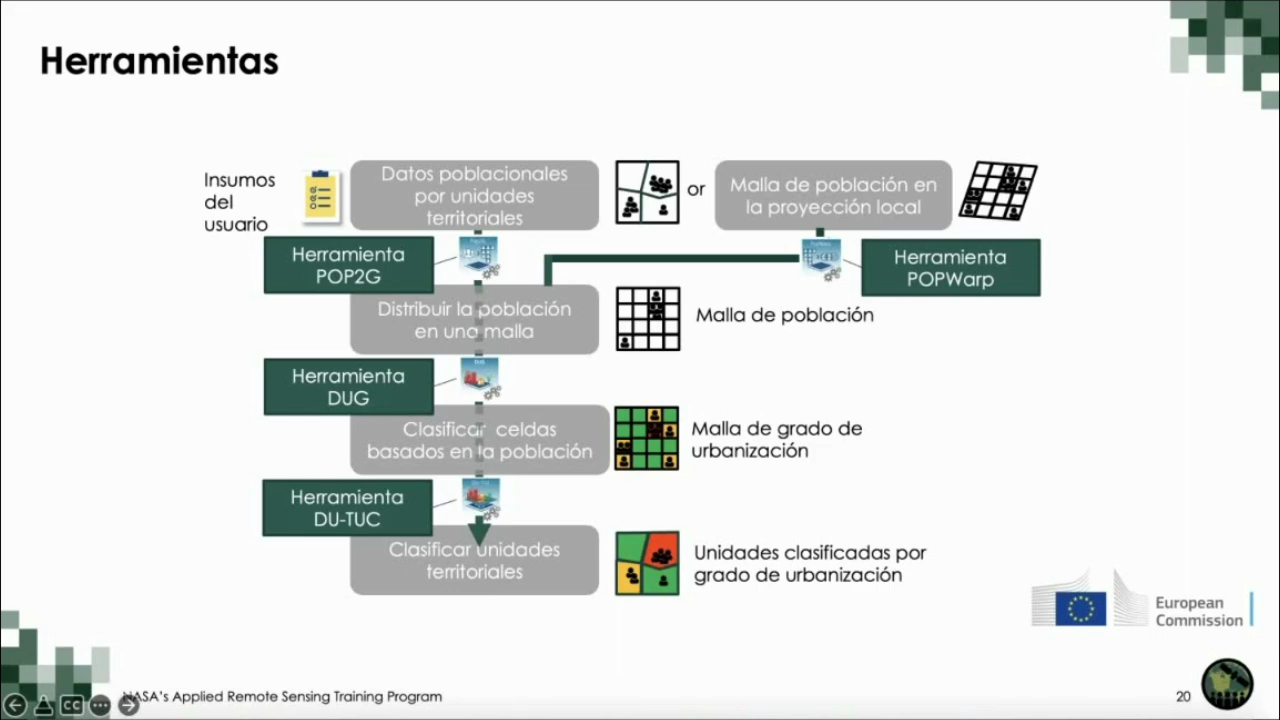 Herramientas
Insumos
del
usuario
Datos poblacionales
por unidades
territoriales
or
Malla de población en
la proyección local
Herramienta
POP2G
Herramienta
POPWarp
Distribuir la población
en una malla
Malla de población
Herramienta
DUG
Clasificar celdas
basados en la población
Malla de grado de
urbanización
Herramienta
DU-TUC
Clasificar unidades
territoriales
Unidades clasificadas por
grado de urbanización
European
Commission
NASA's Applied Remote Sensing Training Program
20
CC